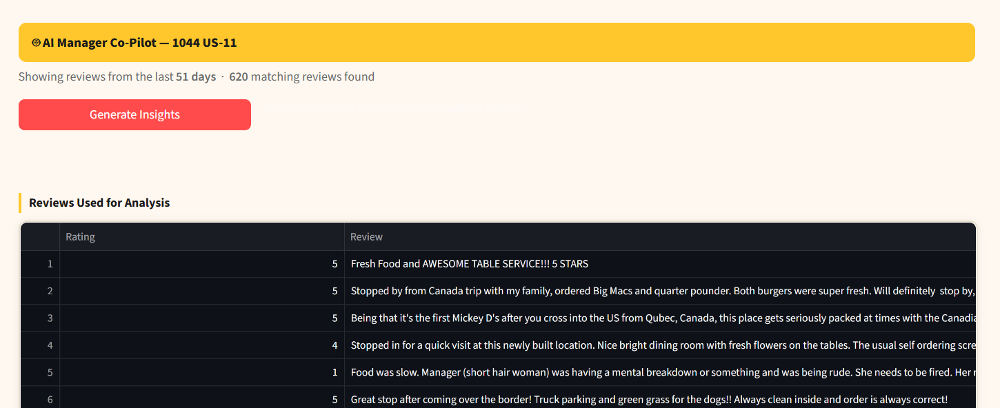 AI Manager Co-Pilot — 1044 US-11
Showing reviews from the last 51 days · 620 matching reviews found
Generate Insights
Reviews Used for Analysis
Rating Review
1 5 Fresh Food and AWESOME TABLE SERVICE!!! 5 STARS
2 5 Stopped by from Canada trip with my family, ordered Big Macs and quarter pounder. Both burgers were super fresh. Will definitely stop by,
3 5 Being that it's the first Mickey D's after you cross into the US from Qubec, Canada, this place gets seriously packed at times with the
4 4 Stopped in for a quick visit at this newly built location. Nice bright dining room with fresh flowers on the tables. The usual self ordering
5 1 Food was slow. Manager (short hair woman) was having a mental breakdown or something and was being rude. She needs to be fired. Her
6 5 Great stop after coming over the border! Truck parking and green grass for the dogs!! Always clean inside and order is always correct!